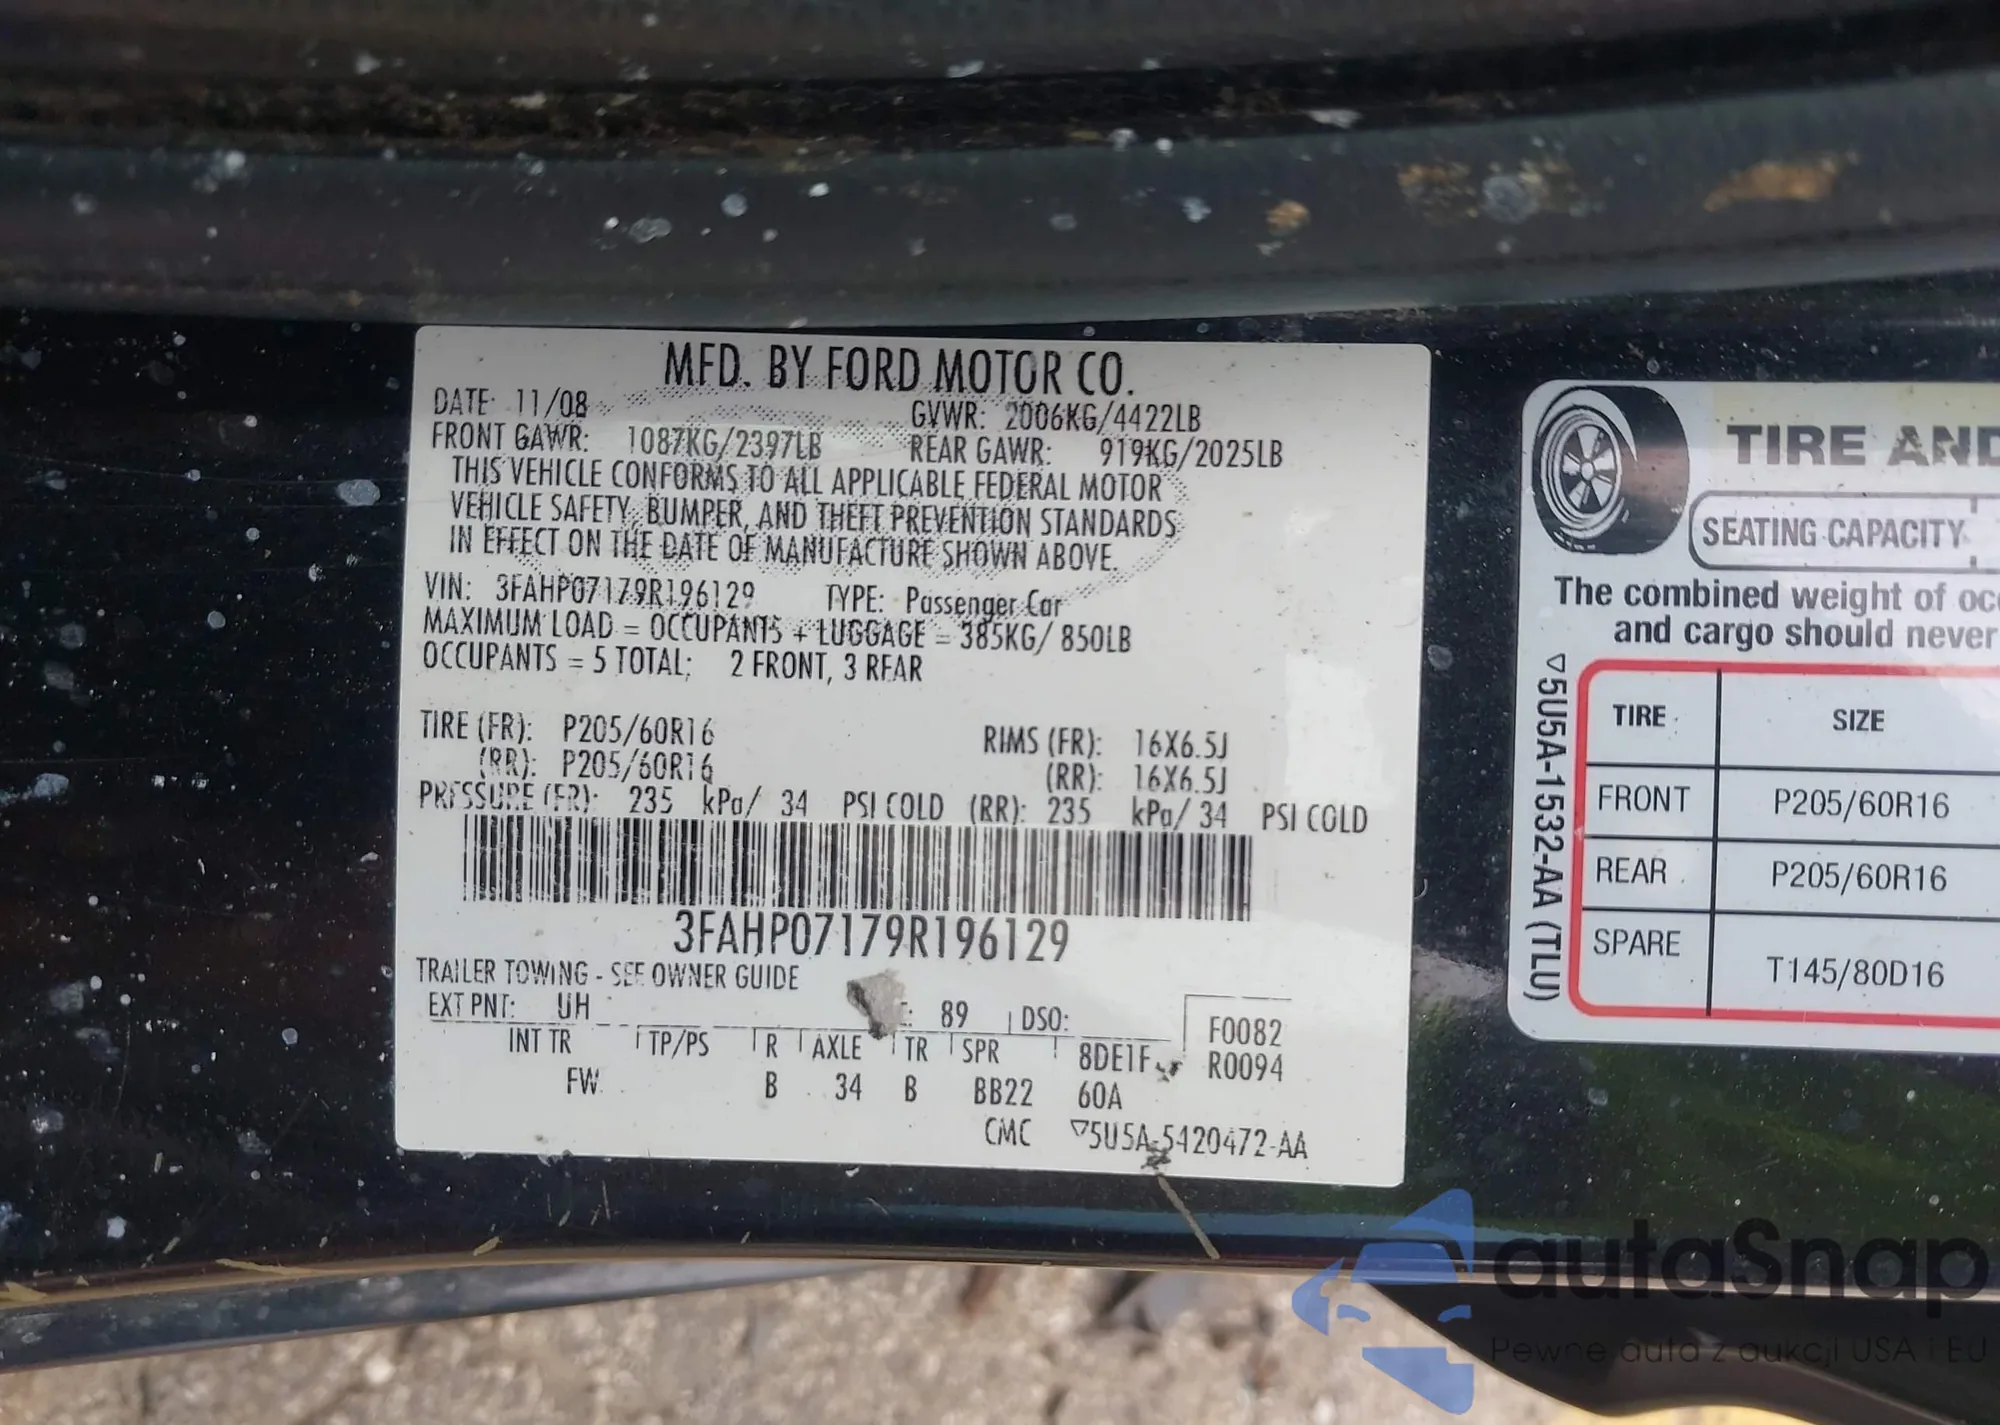 MFD. BY FORD MOTOR CO.
DATE: 11/08 GVWR: 2006KG/4422LB
FRONT GAWR: 1087KG/2397LB REAR GAWR: 919KG/2025LB
THIS VEHICLE CONFORMS TO ALL APPLICABLE FEDERAL MOTOR
VEHICLE SAFETY, BUMPER, AND THEFT PREVENTION STANDARDS
IN EFFECT ON THE DATE OF MANUFACTURE SHOWN ABOVE.
VIN: 3FAHP07179R196129 TYPE: Passenger Car
MAXIMUM LOAD = OCCUPANTS + LUGGAGE = 385KG/ 850LB
OCCUPANTS = 5 TOTAL; 2 FRONT, 3 REAR
TIRE (FR): P205/60R16 RIMS (FR): 16X6.5J
(RR): P205/60R16 (RR): 16X6.5J
PRESSURE (FR): 235 kPa/ 34 PSI COLD (RR): 235 kPa/ 34 PSI COLD
3FAHP07179R196129
TRAILER TOWING - SEE OWNER GUIDE
EXT PNT: UH : 89 DSO: F0082
INT TR TP/PS R AXLE TR SPR 8DE1F R0094
FW B 34 B BB22 60A
CMC ▽5U5A-5420472-AA
TIRE AND
SEATING CAPACITY
The combined weight of occ
and cargo should never
▽5U5A-1532-AA (TLU)
TIRE SIZE
FRONT P205/60R16
REAR P205/60R16
SPARE T145/80D16
autaSnap
Pewne auta z aukcji USA i EU